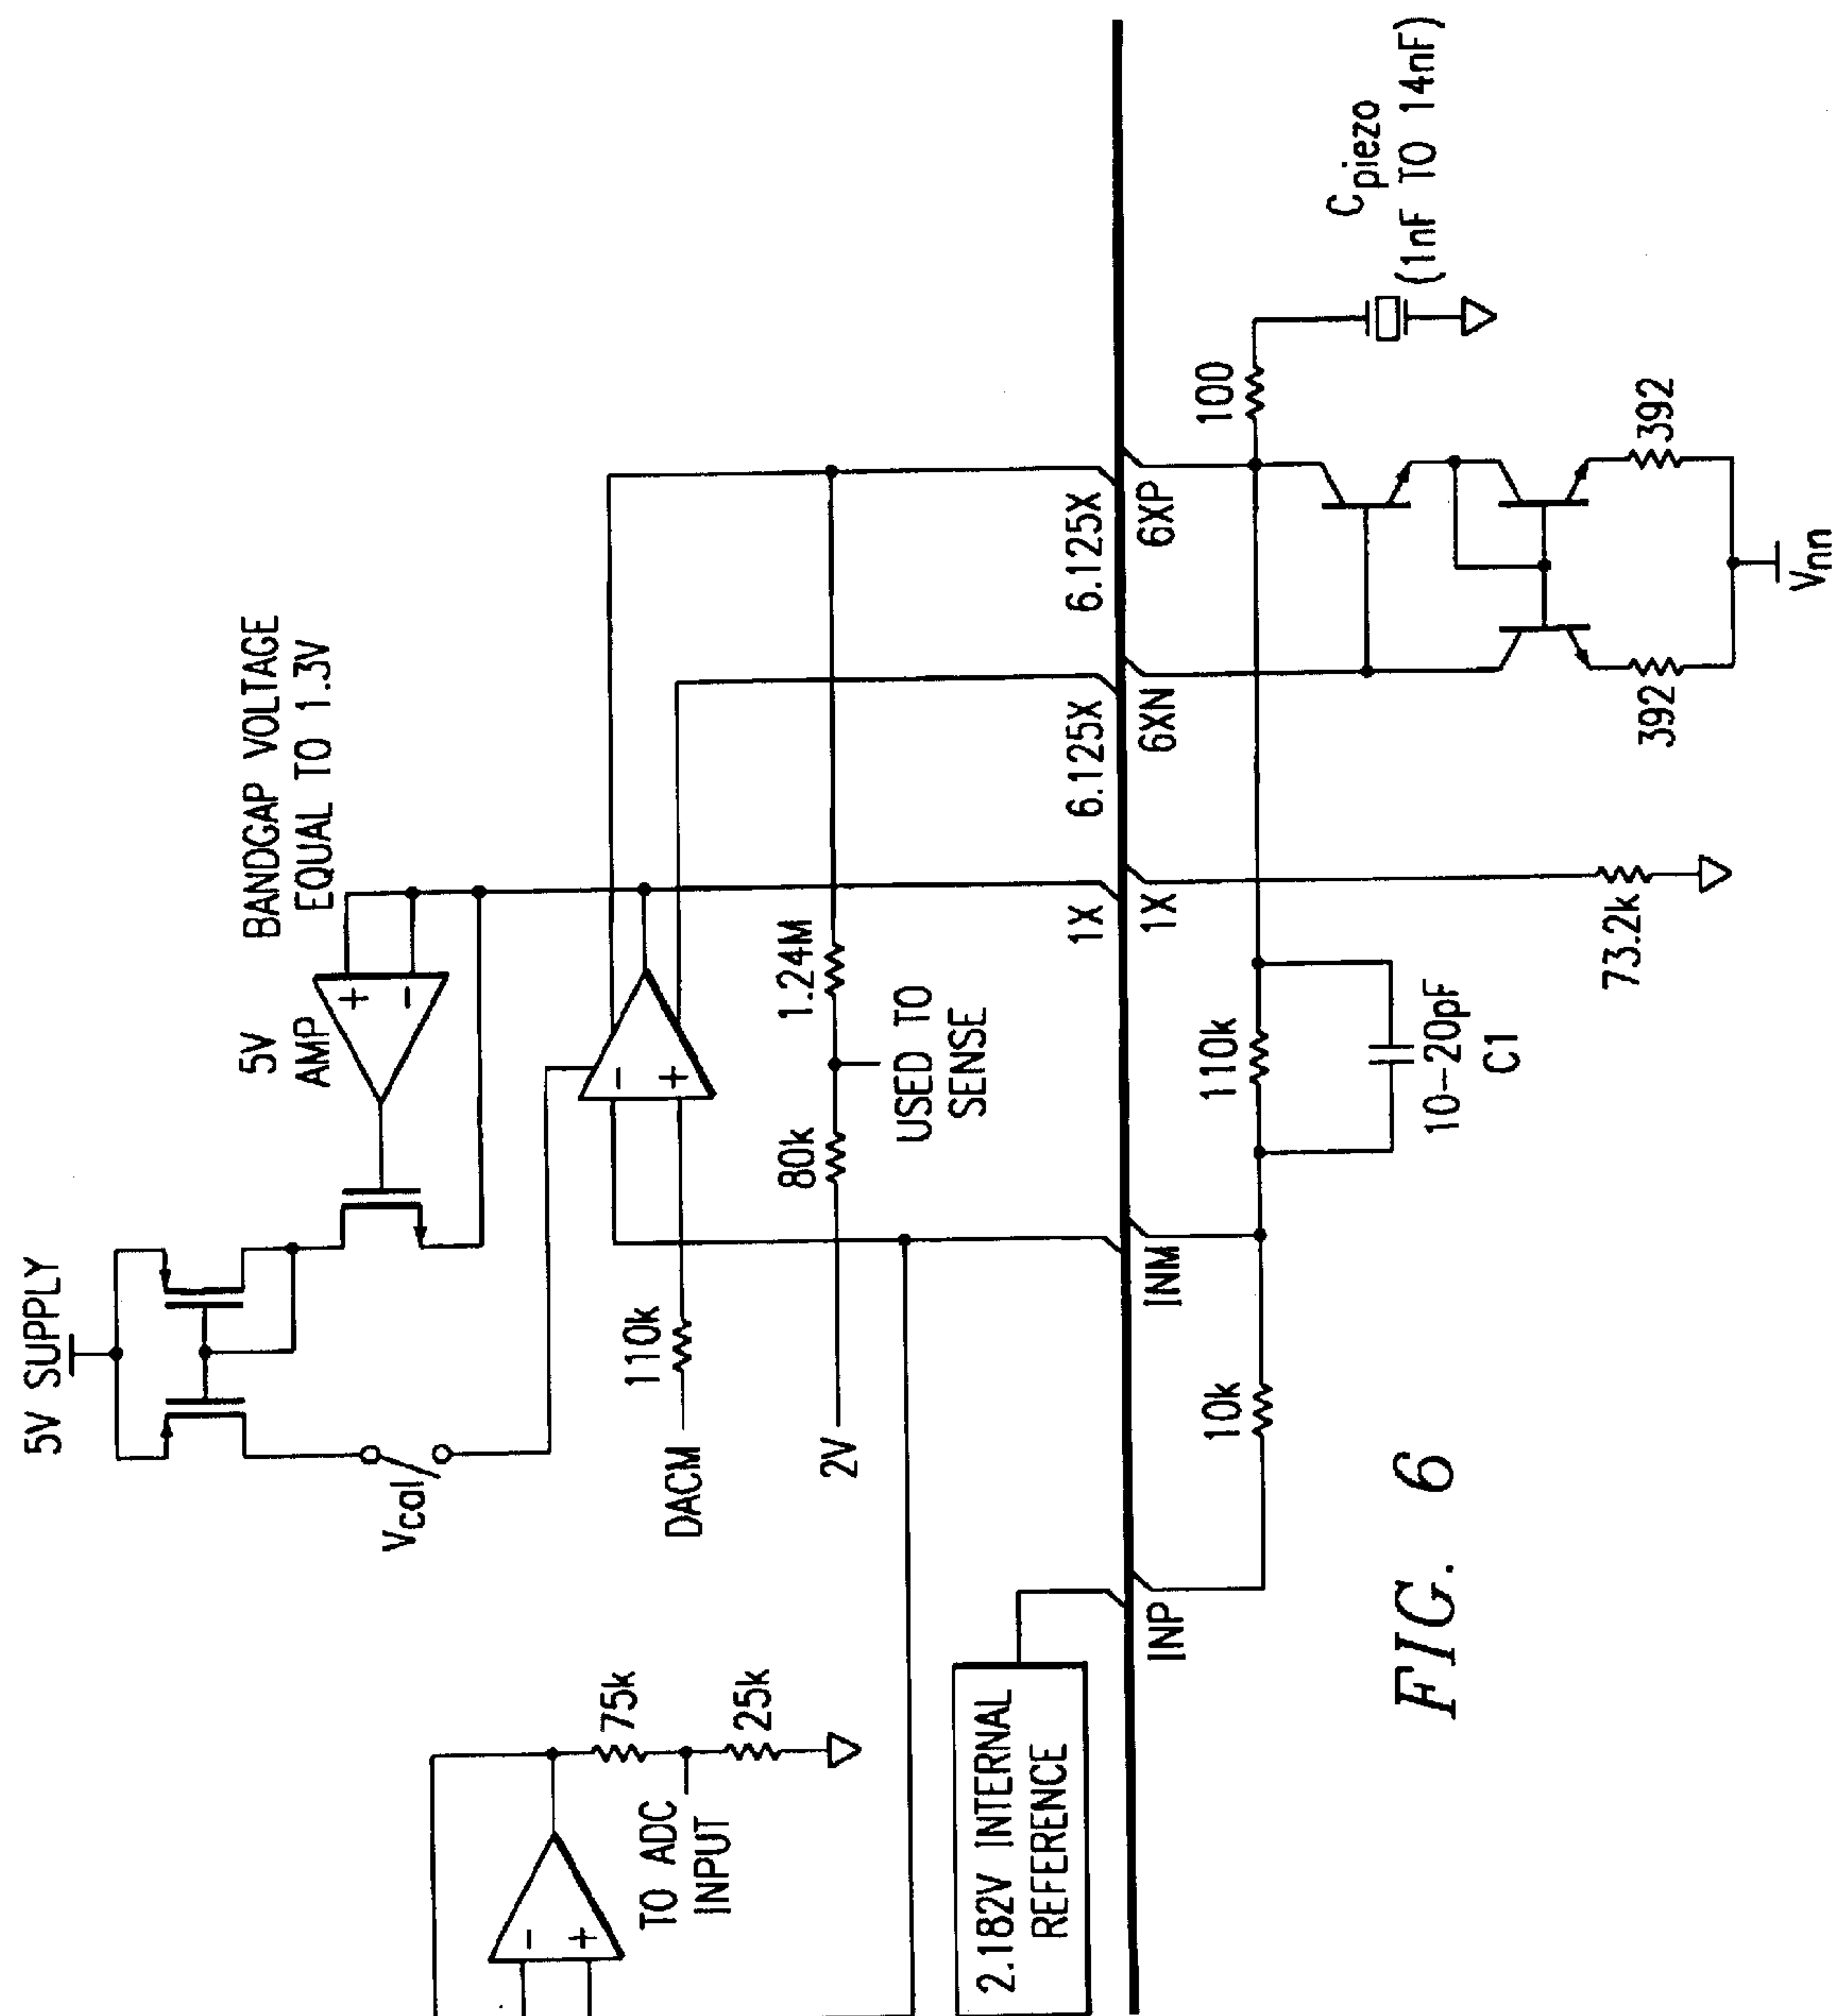 5V SUPPLY
BANDGAP VOLTAGE
EQUAL TO 1.3V
5V
AMP
+
-
Vcal
-
+
110k
DACM
1.24M
80k
2V
USED TO
SENSE
-
+
75k
25k
TO ADC
INPUT
2.182V INTERNAL
REFERENCE
1X
6.125X
6.125X
INP
INM
1X
6XN
6XP
10k
110k
10-20pF
C1
73.2k
100
Cpiezo
(1nF TO 14nF)
392
392
Vnn
FIG. 6